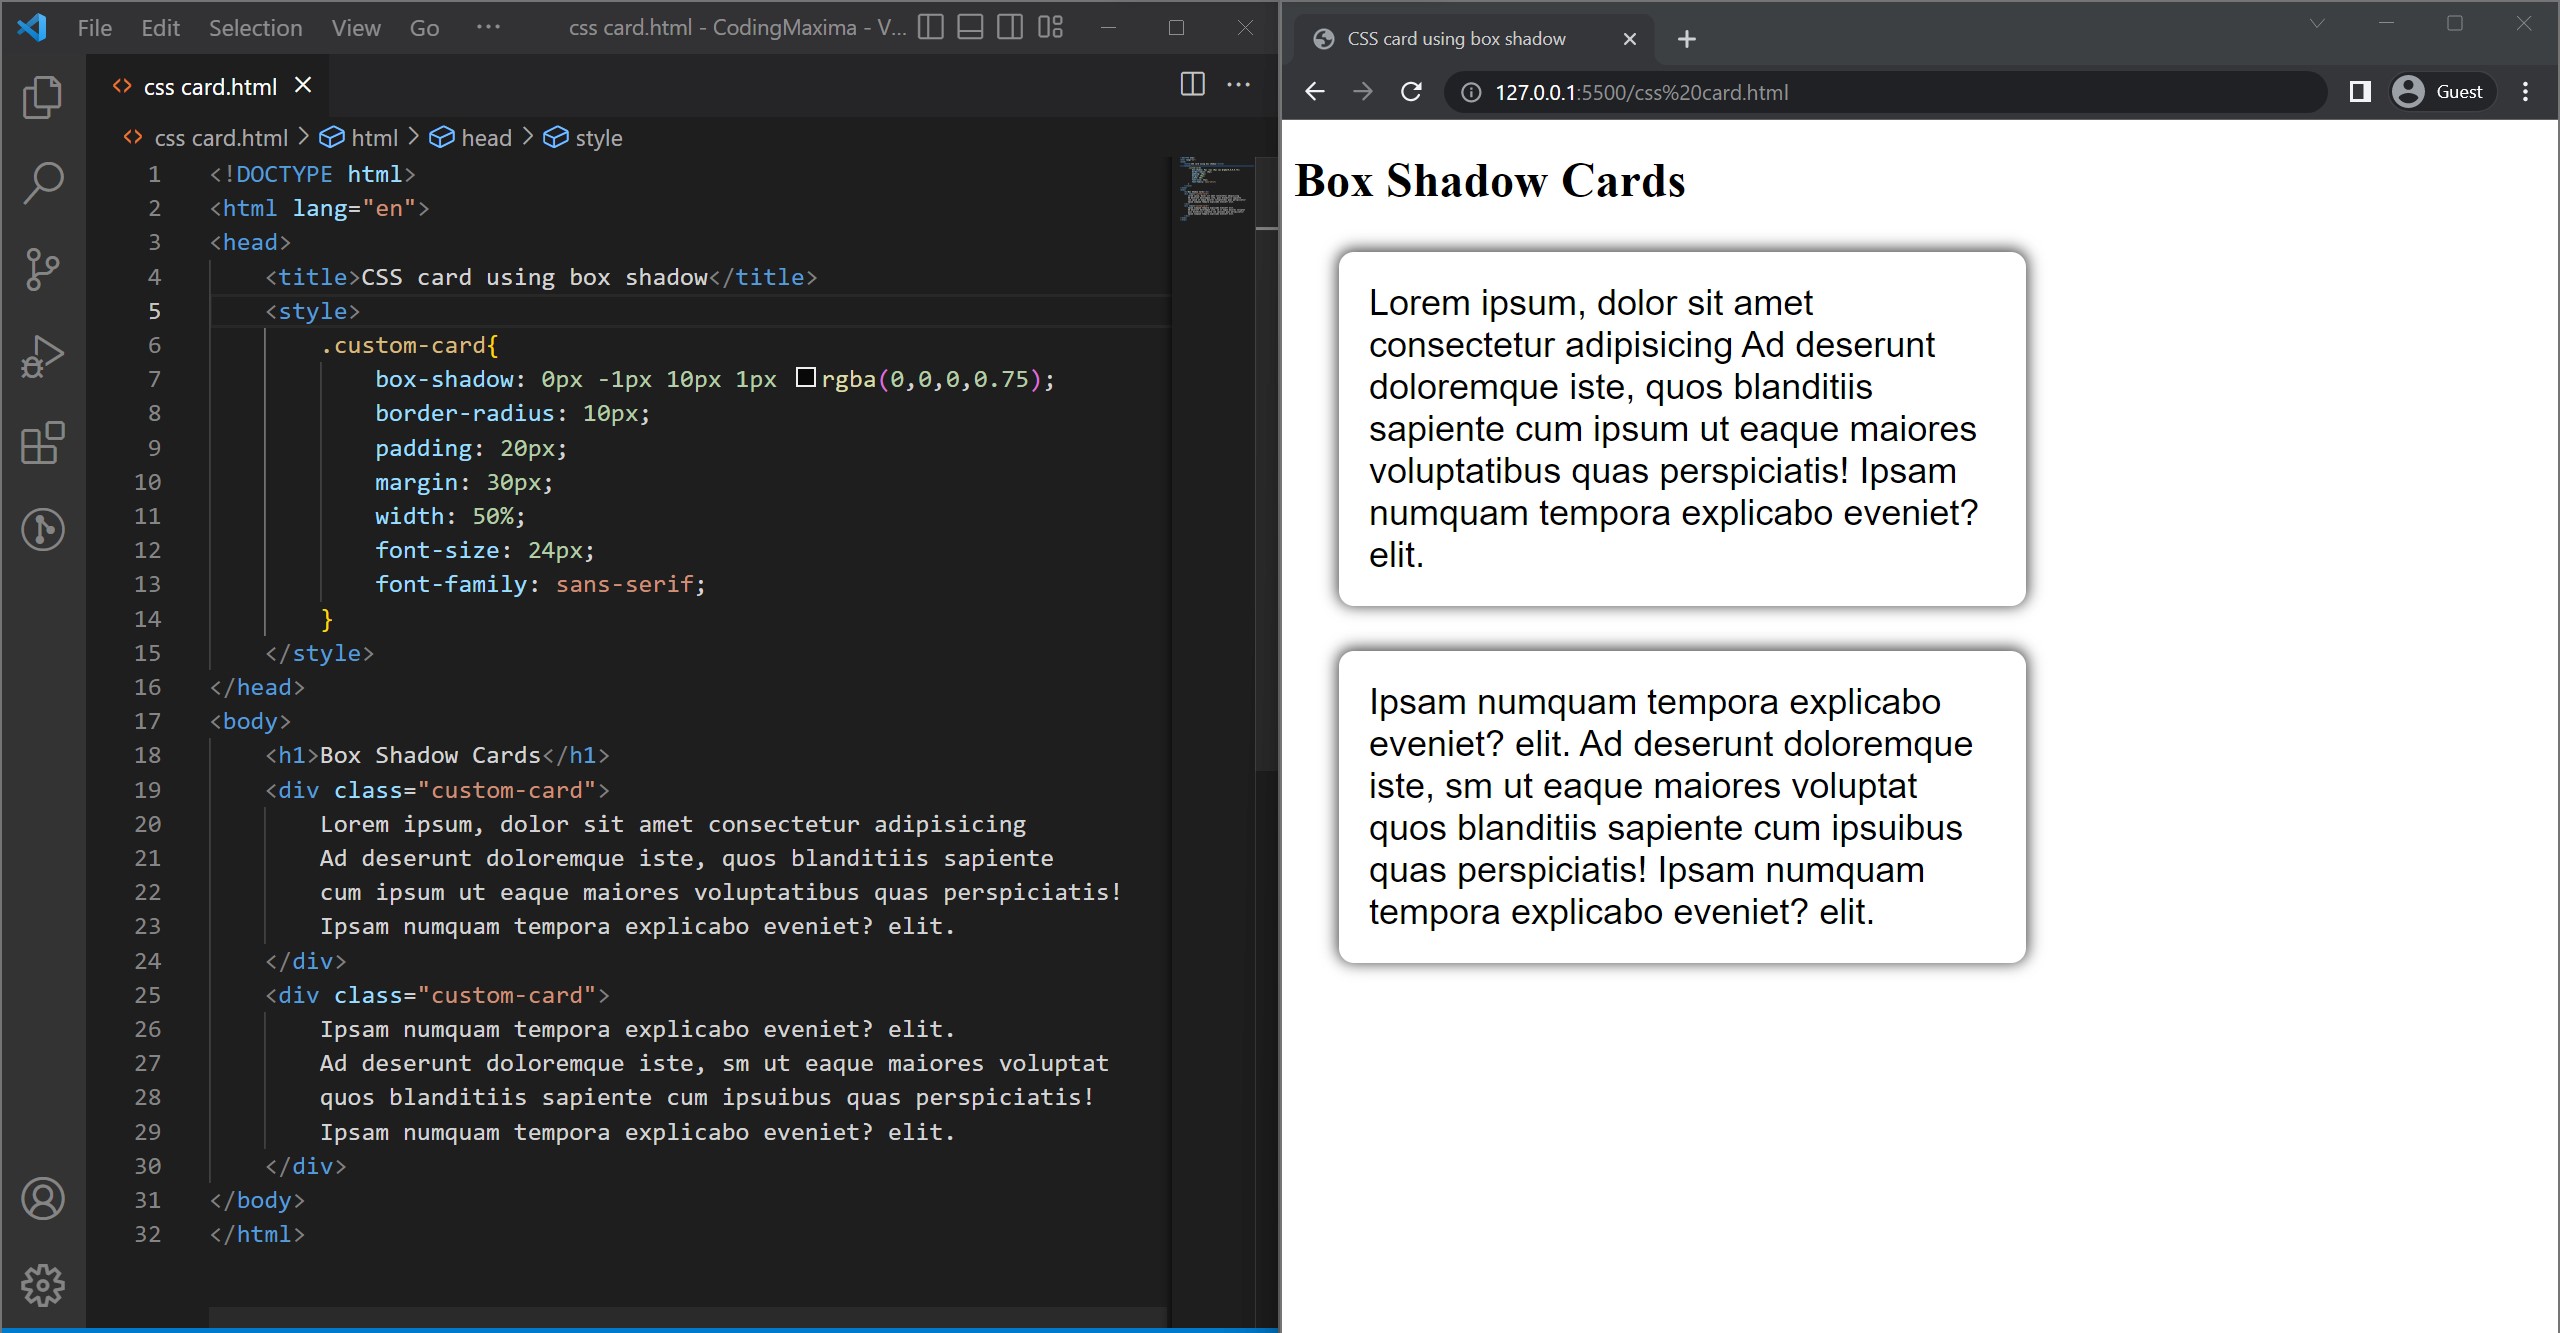 File Edit Selection View Go ··· css card.html - CodingMaxima - V...
css card.html
css card.html > html > head > style
1 <!DOCTYPE html>
2 <html lang="en">
3 <head>
4 <title>CSS card using box shadow</title>
5 <style>
6 .custom-card{
7 box-shadow: 0px -1px 10px 1px rgba(0,0,0,0.75);
8 border-radius: 10px;
9 padding: 20px;
10 margin: 30px;
11 width: 50%;
12 font-size: 24px;
13 font-family: sans-serif;
14 }
15 </style>
16 </head>
17 <body>
18 <h1>Box Shadow Cards</h1>
19 <div class="custom-card">
20 Lorem ipsum, dolor sit amet consectetur adipisicing
21 Ad deserunt doloremque iste, quos blanditiis sapiente
22 cum ipsum ut eaque maiores voluptatibus quas perspiciatis!
23 Ipsam numquam tempora explicabo eveniet? elit.
24 </div>
25 <div class="custom-card">
26 Ipsam numquam tempora explicabo eveniet? elit.
27 Ad deserunt doloremque iste, sm ut eaque maiores voluptat
28 quos blanditiis sapiente cum ipsuibus quas perspiciatis!
29 Ipsam numquam tempora explicabo eveniet? elit.
30 </div>
31 </body>
32 </html>
CSS card using box shadow
127.0.0.1:5500/css%20card.html Guest
Box Shadow Cards
Lorem ipsum, dolor sit amet
consectetur adipisicing Ad deserunt
doloremque iste, quos blanditiis
sapiente cum ipsum ut eaque maiores
voluptatibus quas perspiciatis! Ipsam
numquam tempora explicabo eveniet?
elit.
Ipsam numquam tempora explicabo
eveniet? elit. Ad deserunt doloremque
iste, sm ut eaque maiores voluptat
quos blanditiis sapiente cum ipsuibus
quas perspiciatis! Ipsam numquam
tempora explicabo eveniet? elit.